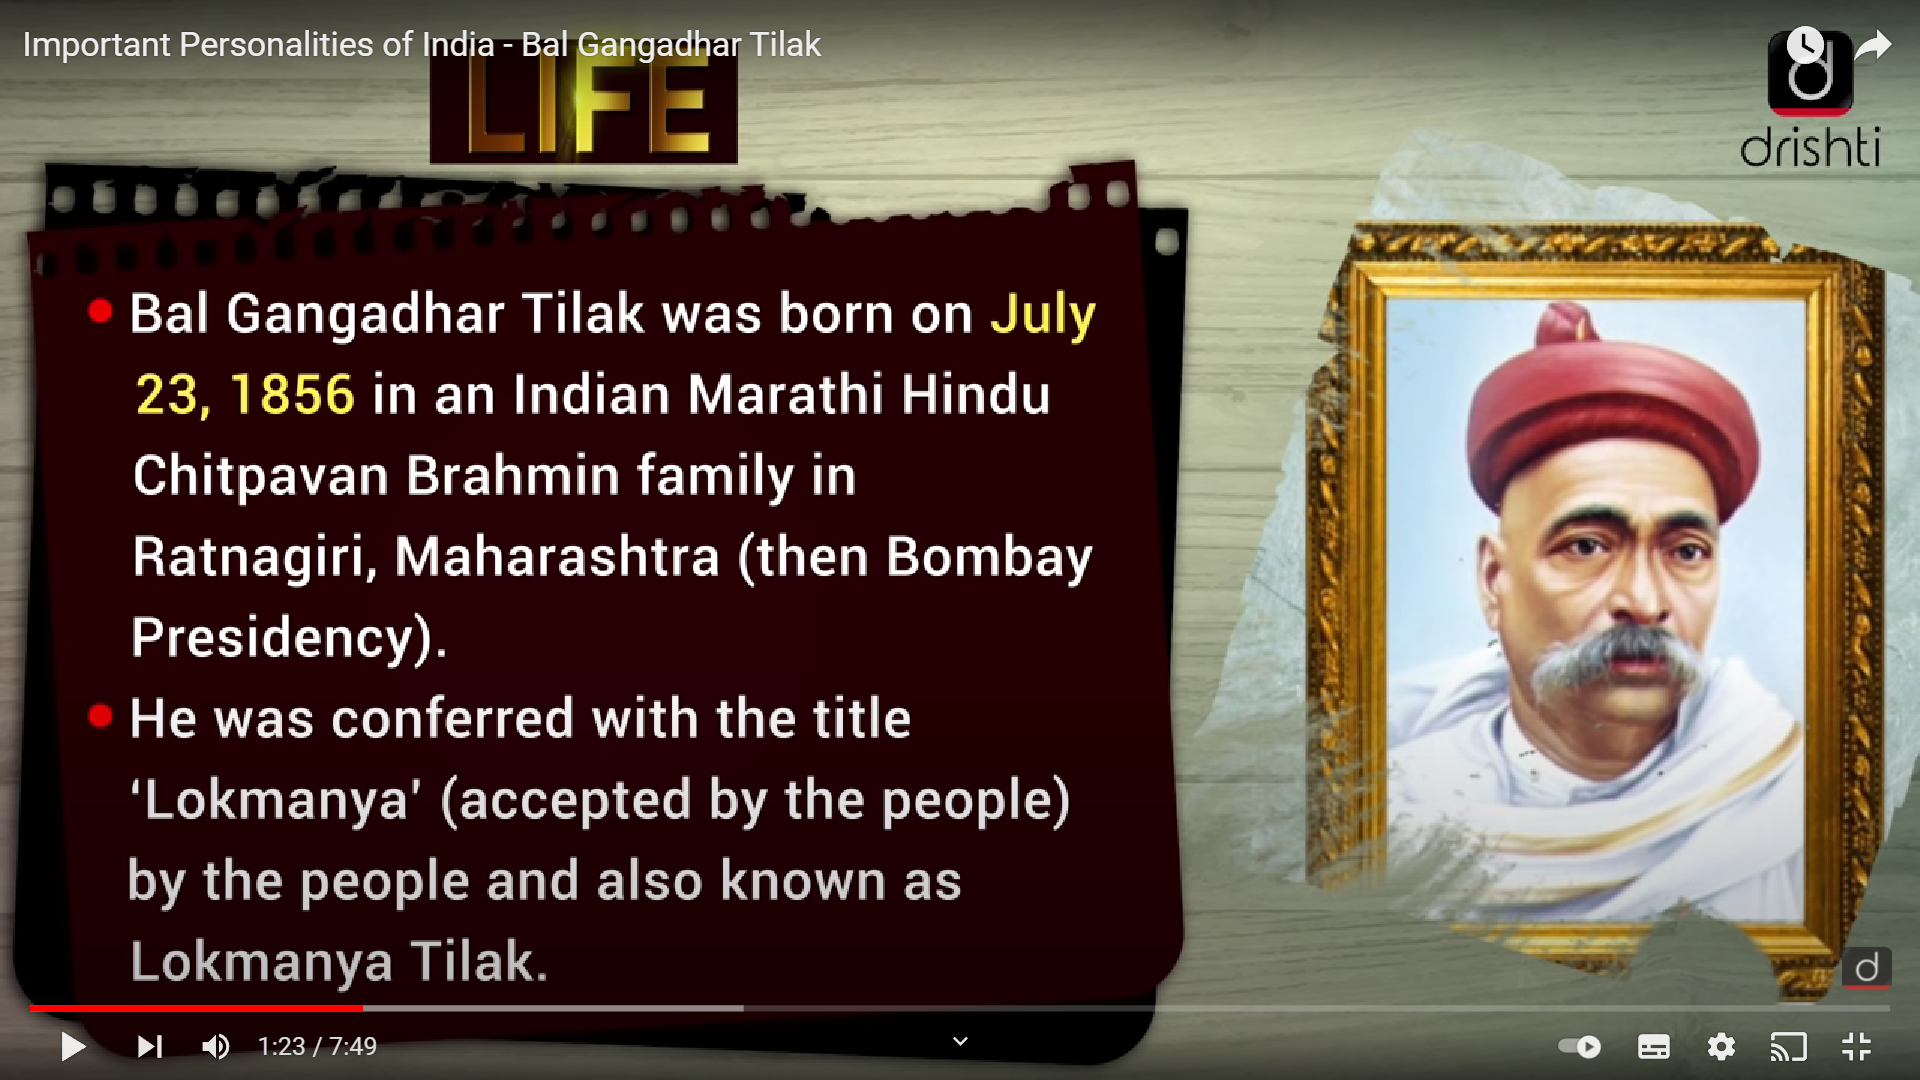 Important Personalities of India - Bal Gangadhar Tilak
LIFE
drishti
Bal Gangadhar Tilak was born on July
23, 1856 in an Indian Marathi Hindu
Chitpavan Brahmin family in
Ratnagiri, Maharashtra (then Bombay
Presidency).
He was conferred with the title
‘Lokmanya’ (accepted by the people)
by the people and also known as
Lokmanya Tilak.
d
1:23 / 7:49